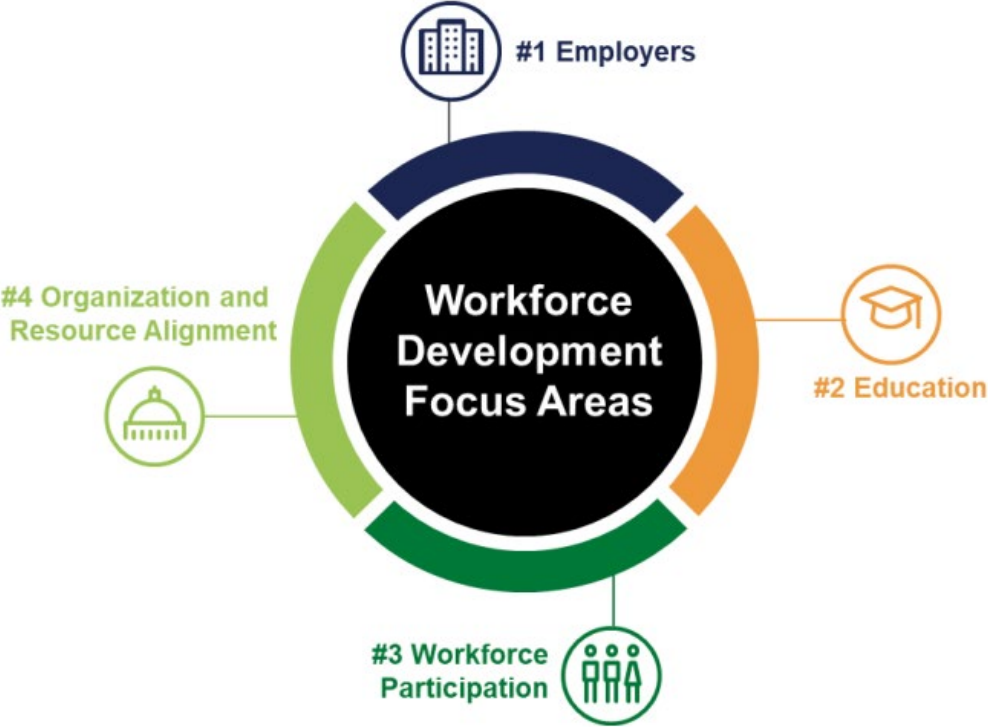 #1 Employers
Workforce
Development
Focus Areas
#2 Education
#3 Workforce
Participation
#4 Organization and
Resource Alignment